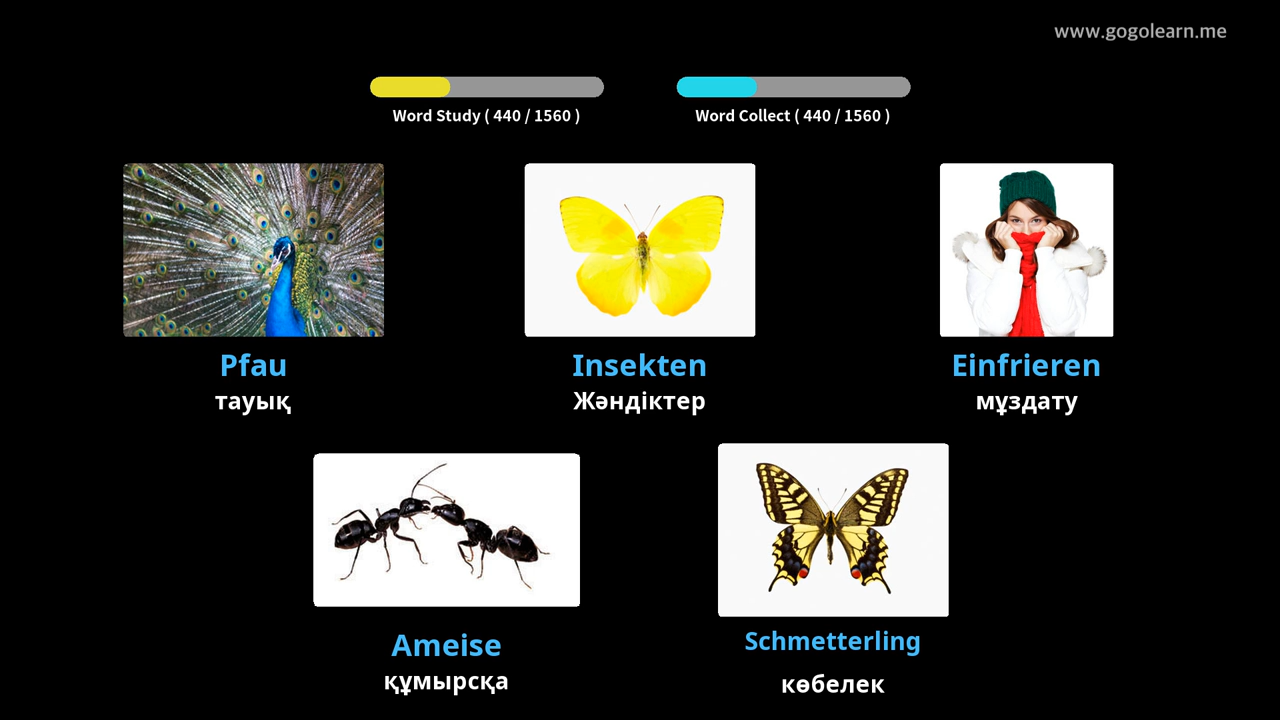 www.gogolearn.me
Word Study ( 440 / 1560 )
Word Collect ( 440 / 1560 )
Pfau
тауық
Insekten
Жәндіктер
Einfrieren
мұздату
Ameise
құмырсқа
Schmetterling
көбелек